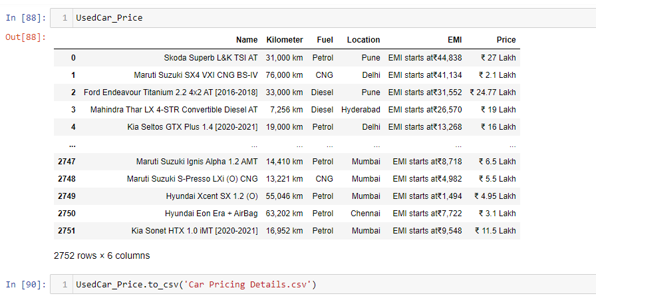 In [88]: 1 UsedCar_Price
Out[88]:
Name Kilometer Fuel Location EMI Price
0 Skoda Superb L&K TSI AT 31,000 km Petrol Pune EMI starts at₹44,838 ₹ 27 Lakh
1 Maruti Suzuki SX4 VXI CNG BS-IV 76,000 km CNG Delhi EMI starts at₹41,134 ₹ 2.1 Lakh
2 Ford Endeavour Titanium 2.2 4x2 AT [2016-2018] 33,000 km Diesel Pune EMI starts at₹31,552 ₹ 24.77 Lakh
3 Mahindra Thar LX 4-STR Convertible Diesel AT 7,256 km Diesel Hyderabad EMI starts at₹26,570 ₹ 19 Lakh
4 Kia Seltos GTX Plus 1.4 [2020-2021] 19,000 km Petrol Delhi EMI starts at₹13,268 ₹ 16 Lakh
... ... ... ... ... ... ...
2747 Maruti Suzuki Ignis Alpha 1.2 AMT 14,410 km Petrol Mumbai EMI starts at₹8,718 ₹ 6.5 Lakh
2748 Maruti Suzuki S-Presso LXi (O) CNG 13,221 km CNG Mumbai EMI starts at₹4,982 ₹ 5.5 Lakh
2749 Hyundai Xcent SX 1.2 (O) 55,046 km Petrol Mumbai EMI starts at₹1,494 ₹ 4.95 Lakh
2750 Hyundai Eon Era + AirBag 63,202 km Petrol Chennai EMI starts at₹7,722 ₹ 3.1 Lakh
2751 Kia Sonet HTX 1.0 iMT [2020-2021] 16,952 km Petrol Mumbai EMI starts at₹9,548 ₹ 11.5 Lakh
2752 rows × 6 columns
In [90]: 1 UsedCar_Price.to_csv('Car Pricing Details.csv')